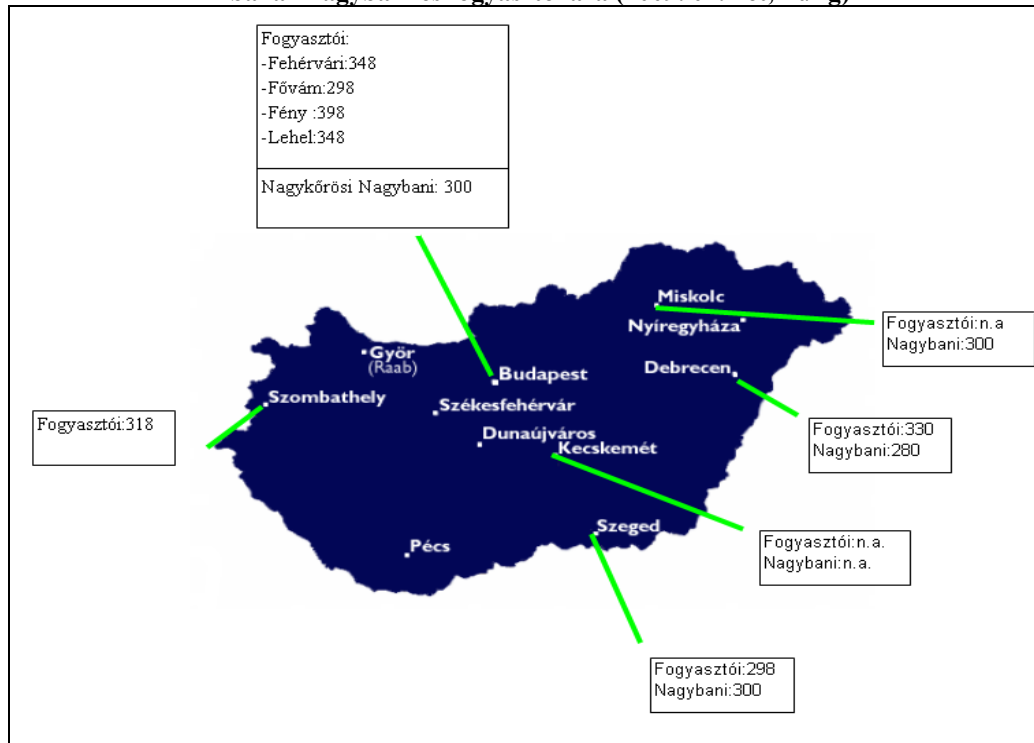 Fogyasztói:
-Fehérvári:348
-Fővám:298
-Fény :398
-Lehel:348
Nagykőrösi Nagybani: 300
Miskolc
Nyíregyháza
Fogyasztói:n.a
Nagybani:300
Györ
(Raab)
Budapest
Debrecen
Szombathely
Székesfehérvár
Fogyasztói:318
Dunaújváros
Kecskemét
Fogyasztói:330
Nagybani:280
Szeged
Pécs
Fogyasztói:n.a.
Nagybani:n.a.
Fogyasztói:298
Nagybani:300